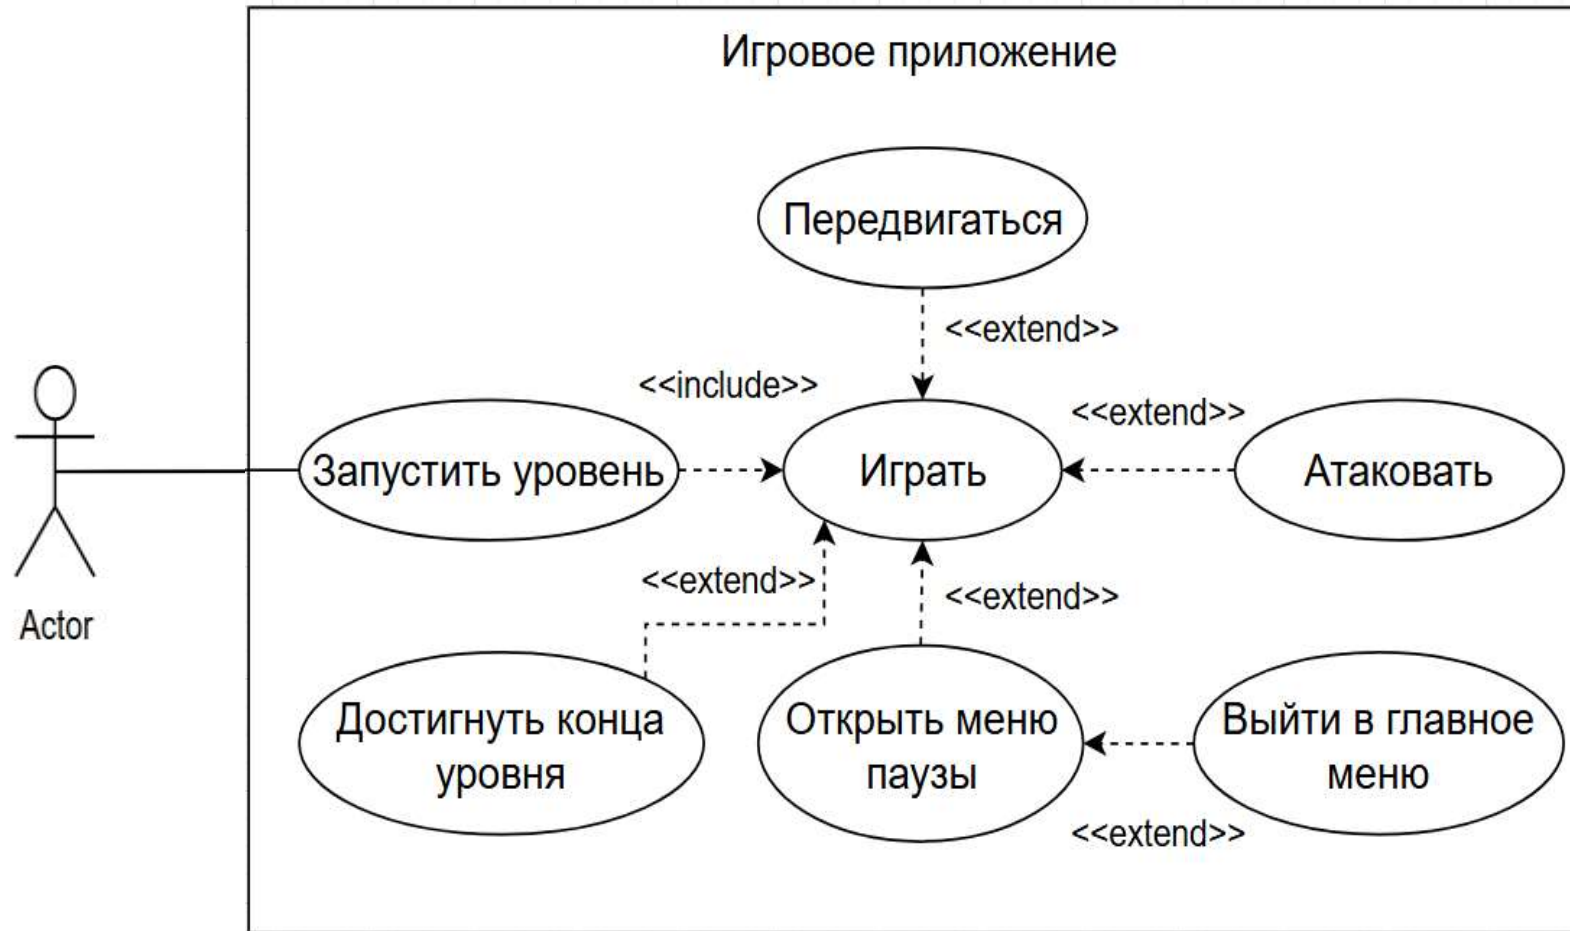 Игровое приложение
Передвигаться
<<extend>>
<<include>>
<<extend>>
Запустить уровень
Играть
Атаковать
<<extend>>
<<extend>>
Actor
Достигнуть конца
уровня
Открыть меню
паузы
Выйти в главное
меню
<<extend>>